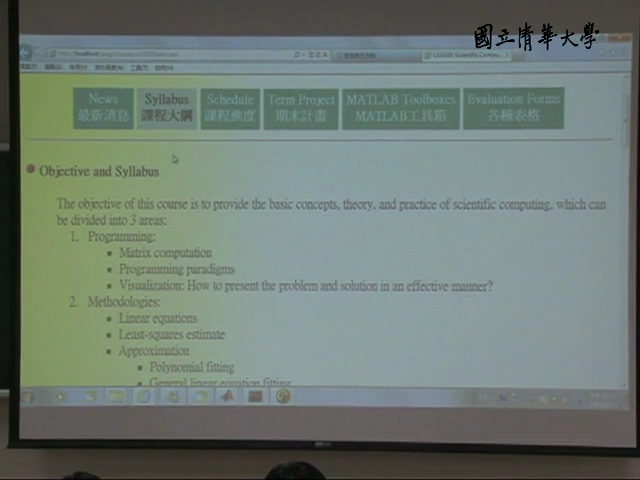 國立清華大學
News
最新消息
Syllabus
課程大綱
Schedule
課程進度
Term Project
期末計畫
MATLAB Toolboxes
MATLAB工具箱
Evaluation Forms
各種表格
Objective and Syllabus
The objective of this course is to provide the basic concepts, theory, and practice of scientific computing, which can
be divided into 3 areas:
1. Programming:
Matrix computation
Programming paradigms
Visualization: How to present the problem and solution in an effective manner?
2. Methodologies:
Linear equations
Least-squares estimate
Approximation
Polynomial fitting
General linear equation fitting